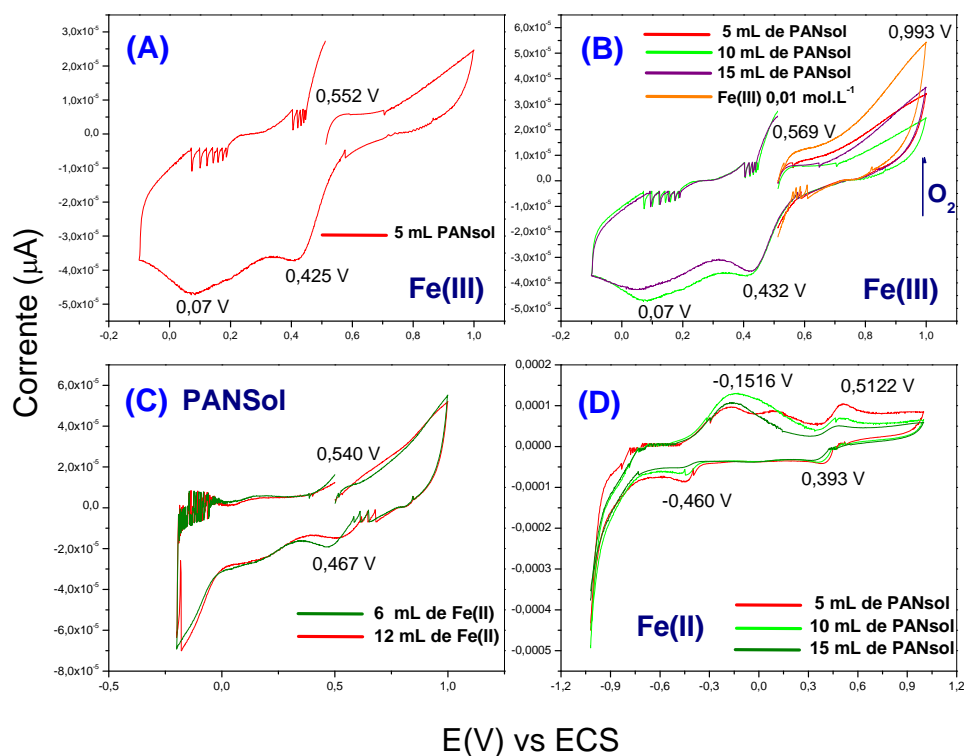 Corrente (µA)
(A)
3,0x10⁻⁵
2,0x10⁻⁵
1,0x10⁻⁵
0,0
-1,0x10⁻⁵
-2,0x10⁻⁵
-3,0x10⁻⁵
-4,0x10⁻⁵
-5,0x10⁻⁵
0,552 V
5 mL PANsol
0,425 V
0,07 V
Fe(III)
-0,2 0,0 0,2 0,4 0,6 0,8 1,0
(B)
7,0x10⁻⁵
6,0x10⁻⁵
5,0x10⁻⁵
4,0x10⁻⁵
3,0x10⁻⁵
2,0x10⁻⁵
1,0x10⁻⁵
0,0
-1,0x10⁻⁵
-2,0x10⁻⁵
-3,0x10⁻⁵
-4,0x10⁻⁵
-5,0x10⁻⁵
-6,0x10⁻⁵
5 mL de PANsol
10 mL de PANsol
15 mL de PANsol
Fe(III) 0,01 mol.L⁻¹
0,993 V
0,569 V
O₂
0,432 V
0,07 V
Fe(III)
-0,2 0,0 0,2 0,4 0,6 0,8 1,0
(C) PANSol
6,0x10⁻⁵
4,0x10⁻⁵
2,0x10⁻⁵
0,0
-2,0x10⁻⁵
-4,0x10⁻⁵
-6,0x10⁻⁵
-8,0x10⁻⁵
0,540 V
0,467 V
6 mL de Fe(II)
12 mL de Fe(II)
-0,5 0,0 0,5 1,0
(D)
0,0002
0,0001
0,0000
-0,0001
-0,0002
-0,0003
-0,0004
-0,0005
-0,1516 V
0,5122 V
-0,460 V
0,393 V
Fe(II)
5 mL de PANsol
10 mL de PANsol
15 mL de PANsol
-1,2 -0,9 -0,6 -0,3 0,0 0,3 0,6 0,9 1,2
E(V) vs ECS